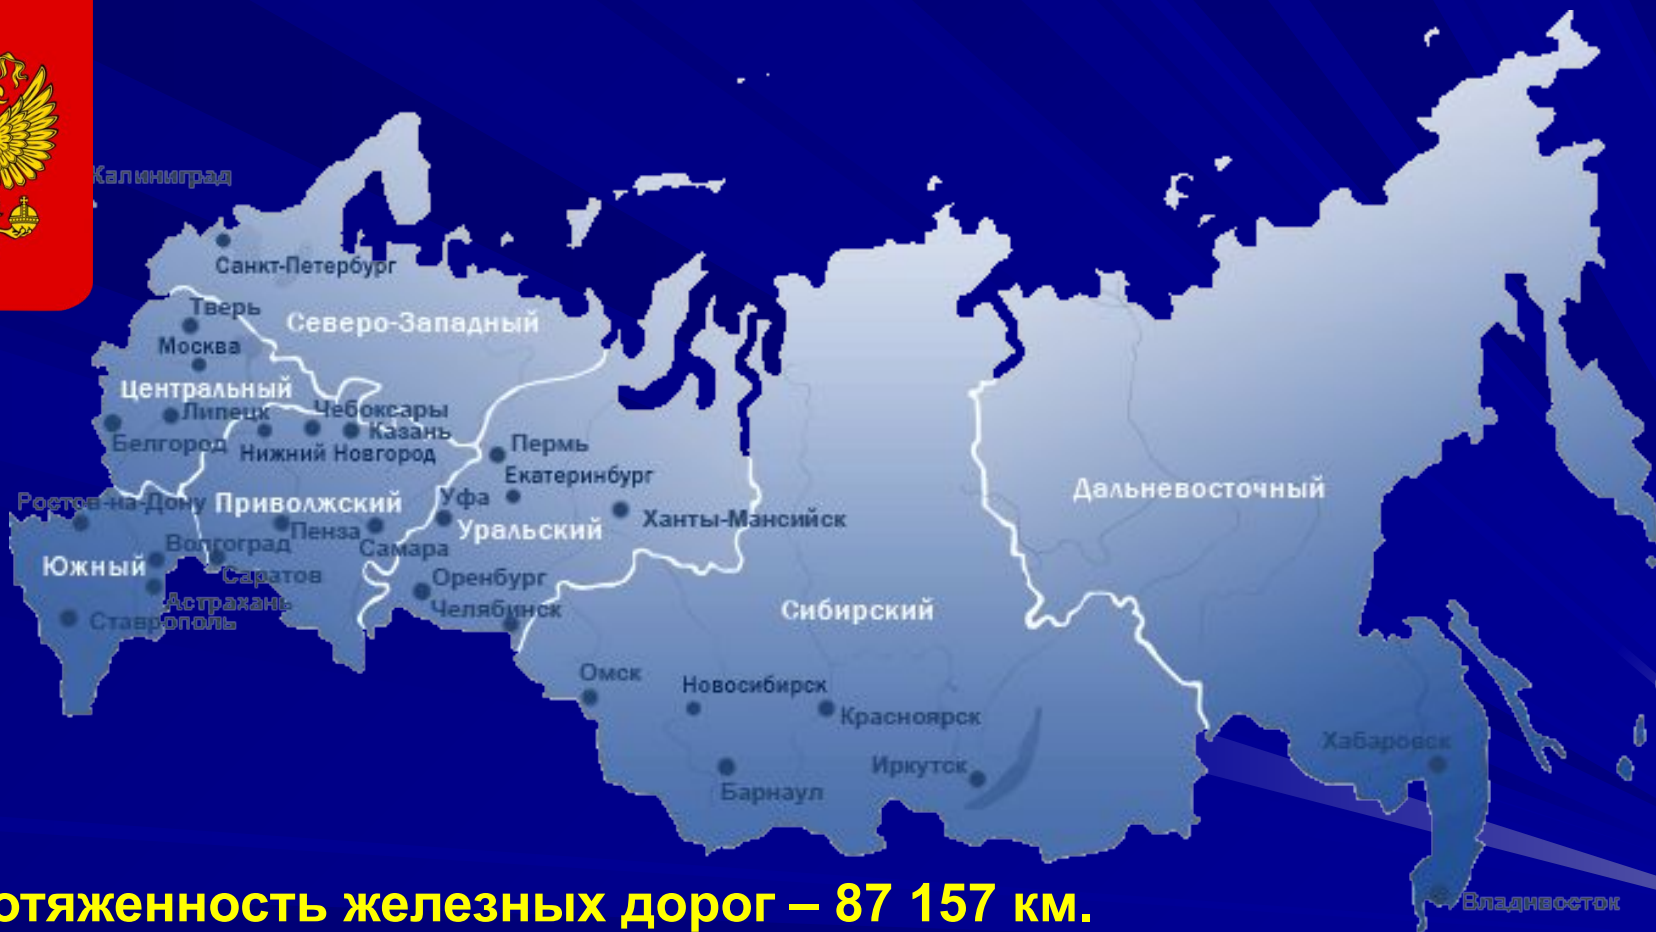 Калининград
Санкт-Петербург
Тверь
Северо-Западный
Москва
Центральный
Липецк
Чебоксары
Казань
Белгород
Нижний Новгород
Пермь
Екатеринбург
Уфа
Ростов-на-Дону
Приволжский
Пенза
Уральский
Ханты-Мансийск
Дальневосточный
Волгоград
Самара
Южный
Саратов
Оренбург
Астрахань
Челябинск
Ставрополь
Сибирский
Омск
Новосибирск
Красноярск
Хабаровск
Иркутск
Барнаул
отяженность железных дорог – 87 157 км.
Владивосток